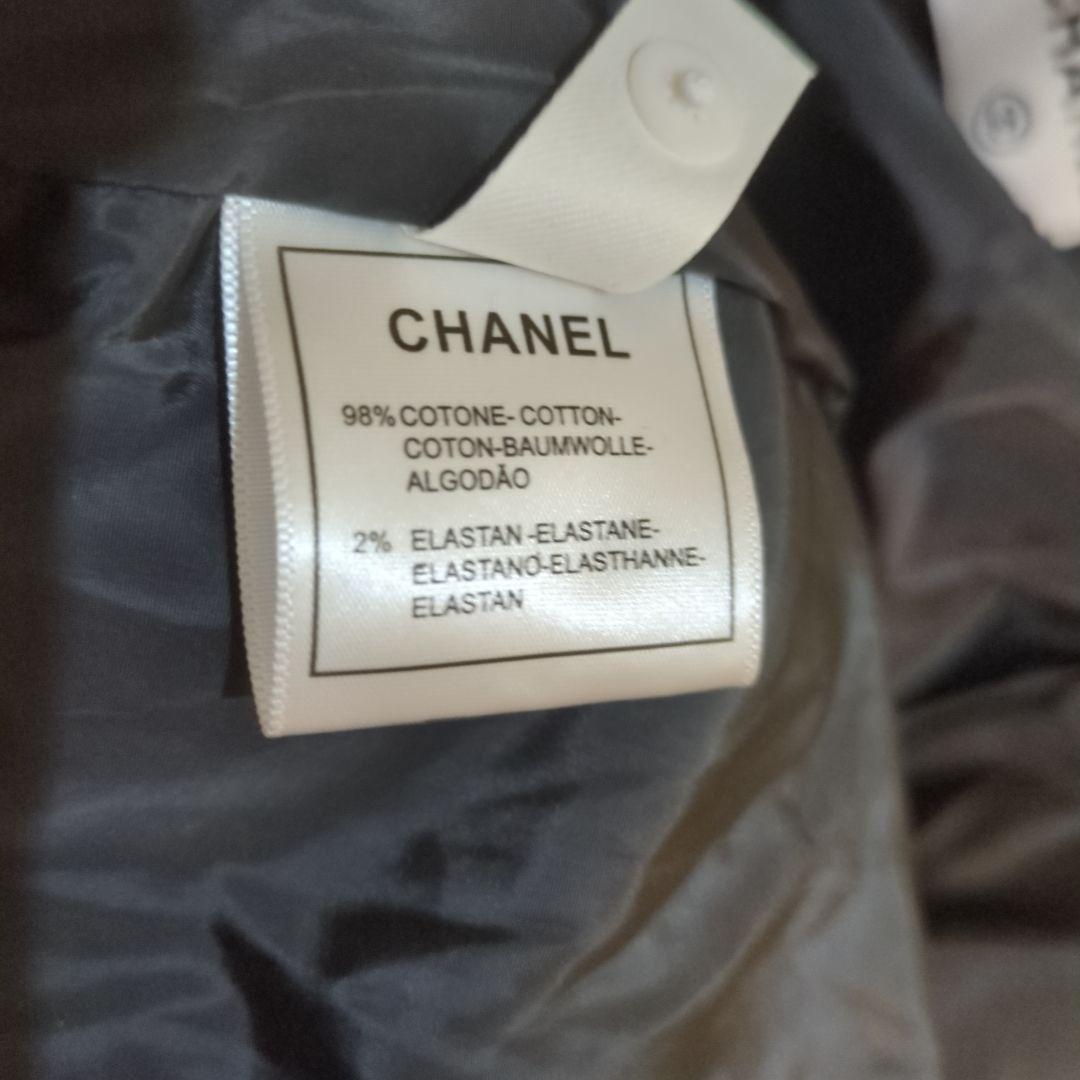 CHANEL
98% COTONE- COTTON-
COTON-BAUMWOLLE-
ALGODÃO
2% ELASTAN -ELASTANE-
ELASTANO-ELASTHANNE-
ELASTAN